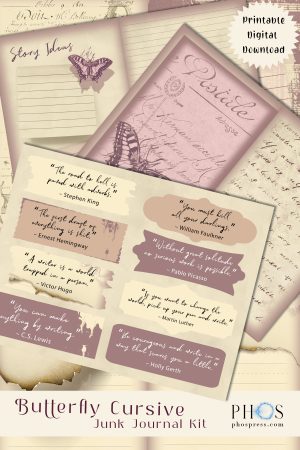 Printable
Digital
Download
Story Ideas
Postale
"The road to hell is
paved with adverbs."
- Stephen King
"You must kill
all your darlings."
- William Faulkner
"The first draft of
everything is shit."
- Ernest Hemingway
"Without great solitude
no serious work is possible."
- Pablo Picasso
"A writer is a world
trapped in a person."
- Victor Hugo
"If you want to change the
world, pick up your pen and write."
- Martin Luther
"You can make
anything by writing."
- C.S. Lewis
"Be courageous and write in a
way that scares you a little."
- Holly Gerth
Butterfly Cursive
Junk Journal Kit
PHOS
phospress.com